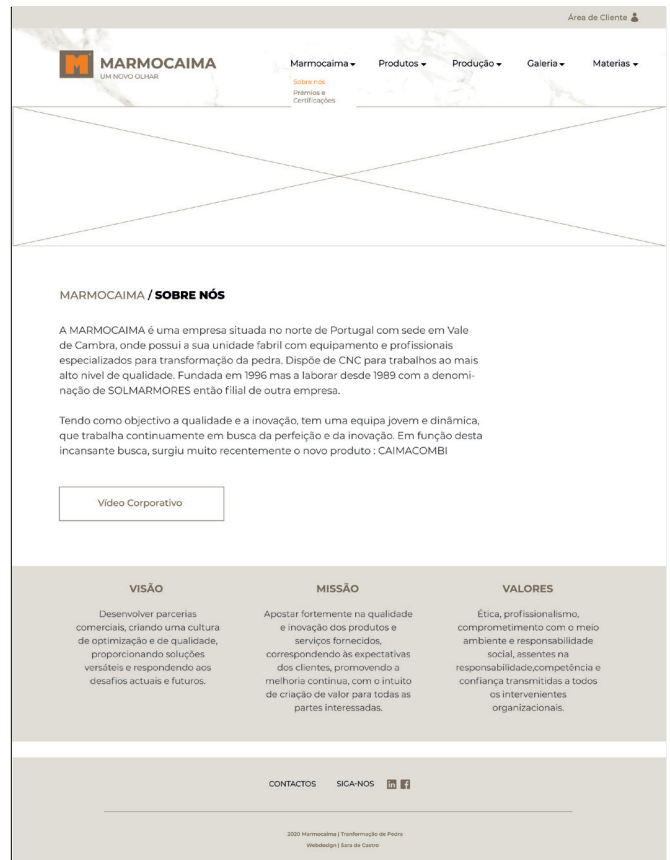 Área de Cliente
MARMOCAIMA
UM NOVO OLHAR
Marmocaima Produtos Produção Galeria Materias
Sobre nós
Prémios e
Certificações
MARMOCAIMA / SOBRE NÓS
A MARMOCAIMA é uma empresa situada no norte de Portugal com sede em Vale
de Cambra, onde possui a sua unidade fabril com equipamento e profissionais
especializados para transformação da pedra. Dispõe de CNC para trabalhos ao mais
alto nivel de qualidade. Fundada em 1996 mas a laborar desde 1989 com a denomi-
nação de SOLMARMORES então filial de outra empresa.
Tendo como objectivo a qualidade e a inovação, tem uma equipa jovem e dinâmica,
que trabalha continuamente em busca da perfeição e da inovação. Em função desta
incansante busca, surgiu muito recentemente o novo produto : CAIMACOMBI
Vídeo Corporativo
VISÃO
Desenvolver parcerias
comerciais, criando uma cultura
de optimização e de qualidade,
proporcionando soluções
versáteis e respondendo aos
desafios actuais e futuros.
MISSÃO
Apostar fortemente na qualidade
e inovação dos produtos e
serviços fornecidos,
correspondendo às expectativas
dos clientes, promovendo a
melhoria continua, com o intuito
de criação de valor para todas as
partes interessadas.
VALORES
Ética, profissionalismo,
comprometimento com o meio
ambiente e responsabilidade
social, assentes na
responsabilidade,competência e
confiança transmitidas a todos
os intervenientes
organizacionais.
CONTACTOS SIGA-NOS
2020 Marmocaima | Tranformação de Pedra
Webdesign | Sara de Castro